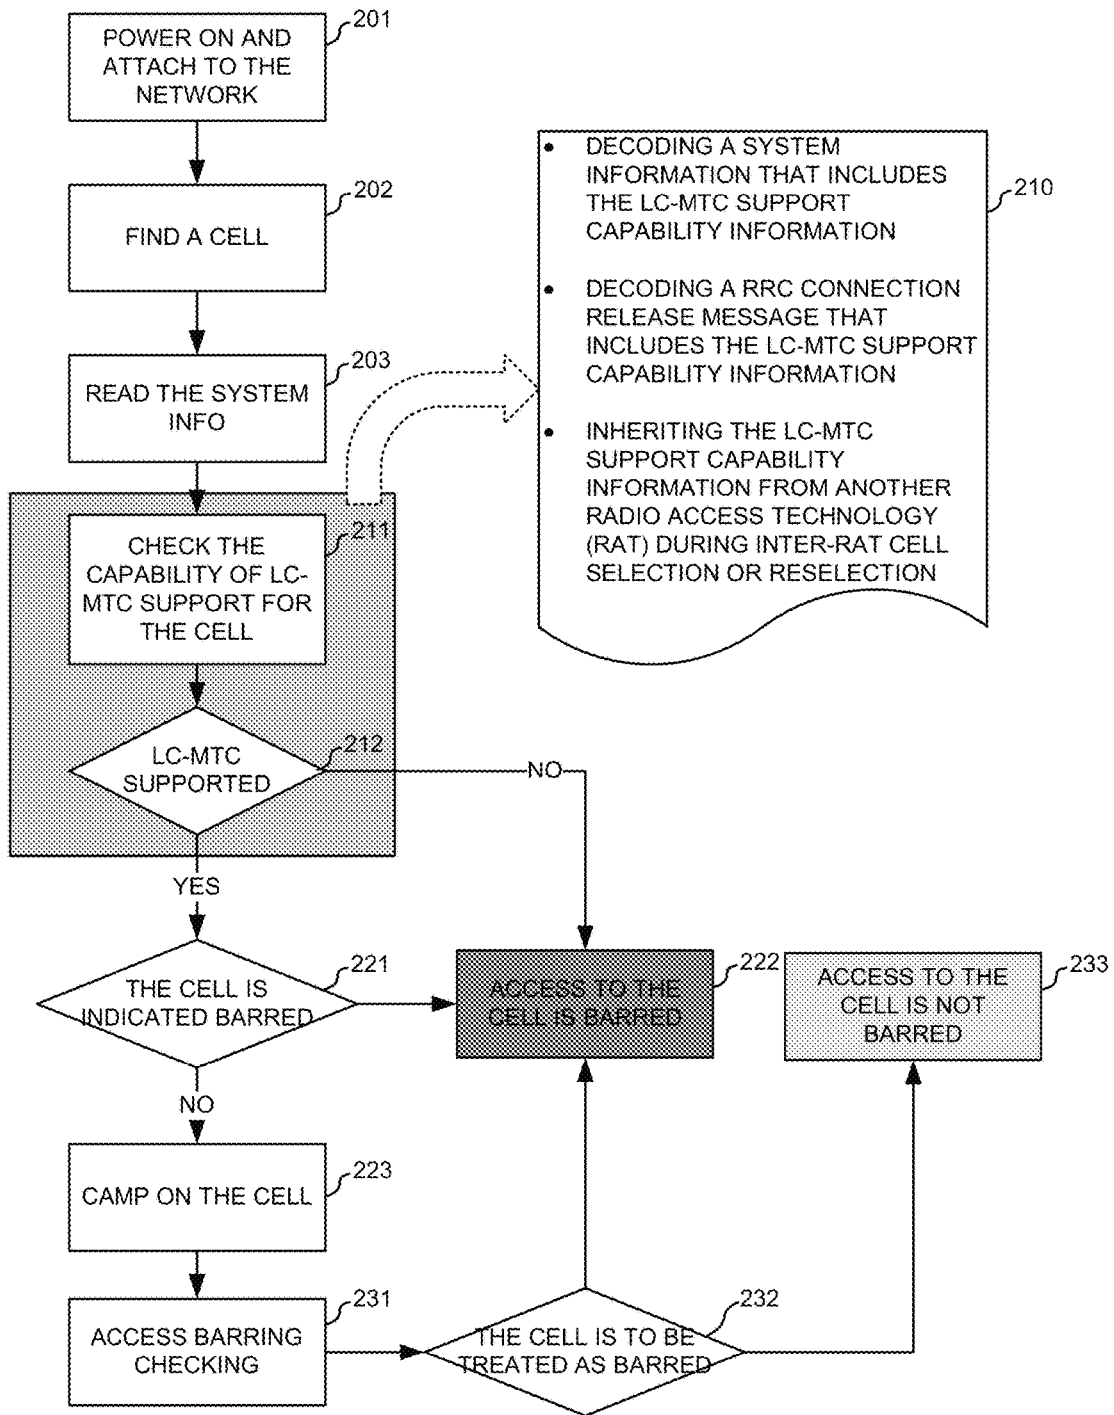 POWER ON AND
ATTACH TO THE
NETWORK
201
FIND A CELL
202
READ THE SYSTEM
INFO
203
• DECODING A SYSTEM
INFORMATION THAT INCLUDES
THE LC-MTC SUPPORT
CAPABILITY INFORMATION
• DECODING A RRC CONNECTION
RELEASE MESSAGE THAT
INCLUDES THE LC-MTC SUPPORT
CAPABILITY INFORMATION
• INHERITING THE LC-MTC
SUPPORT CAPABILITY
INFORMATION FROM ANOTHER
RADIO ACCESS TECHNOLOGY
(RAT) DURING INTER-RAT CELL
SELECTION OR RESELECTION
210
CHECK THE
CAPABILITY OF LC-
MTC SUPPORT FOR
THE CELL
211
LC-MTC
SUPPORTED
212
NO
YES
THE CELL IS
INDICATED BARRED
221
ACCESS TO THE
CELL IS BARRED
222
ACCESS TO THE
CELL IS NOT
BARRED
233
NO
CAMP ON THE CELL
223
ACCESS BARRING
CHECKING
231
THE CELL IS TO BE
TREATED AS BARRED
232